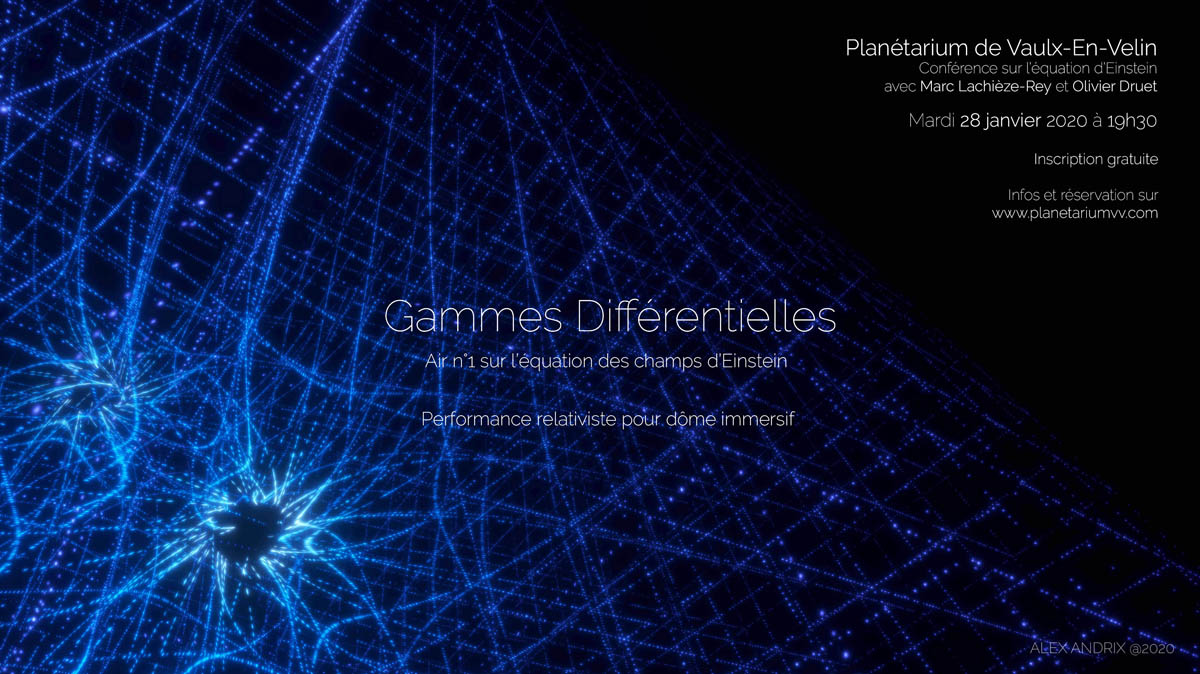 Planétarium de Vaulx-En-Velin
Conférence sur l'équation d'Einstein
avec Marc Lachièze-Rey et Olivier Druet
Mardi 28 janvier 2020 à 19h30
Inscription gratuite
Infos et réservation sur
www.planetariumvv.com
Gammes Différentielles
Air n°1 sur l'équation des champs d'Einstein
Performance relativiste pour dôme immersif
ALEX ANDRIX @2020